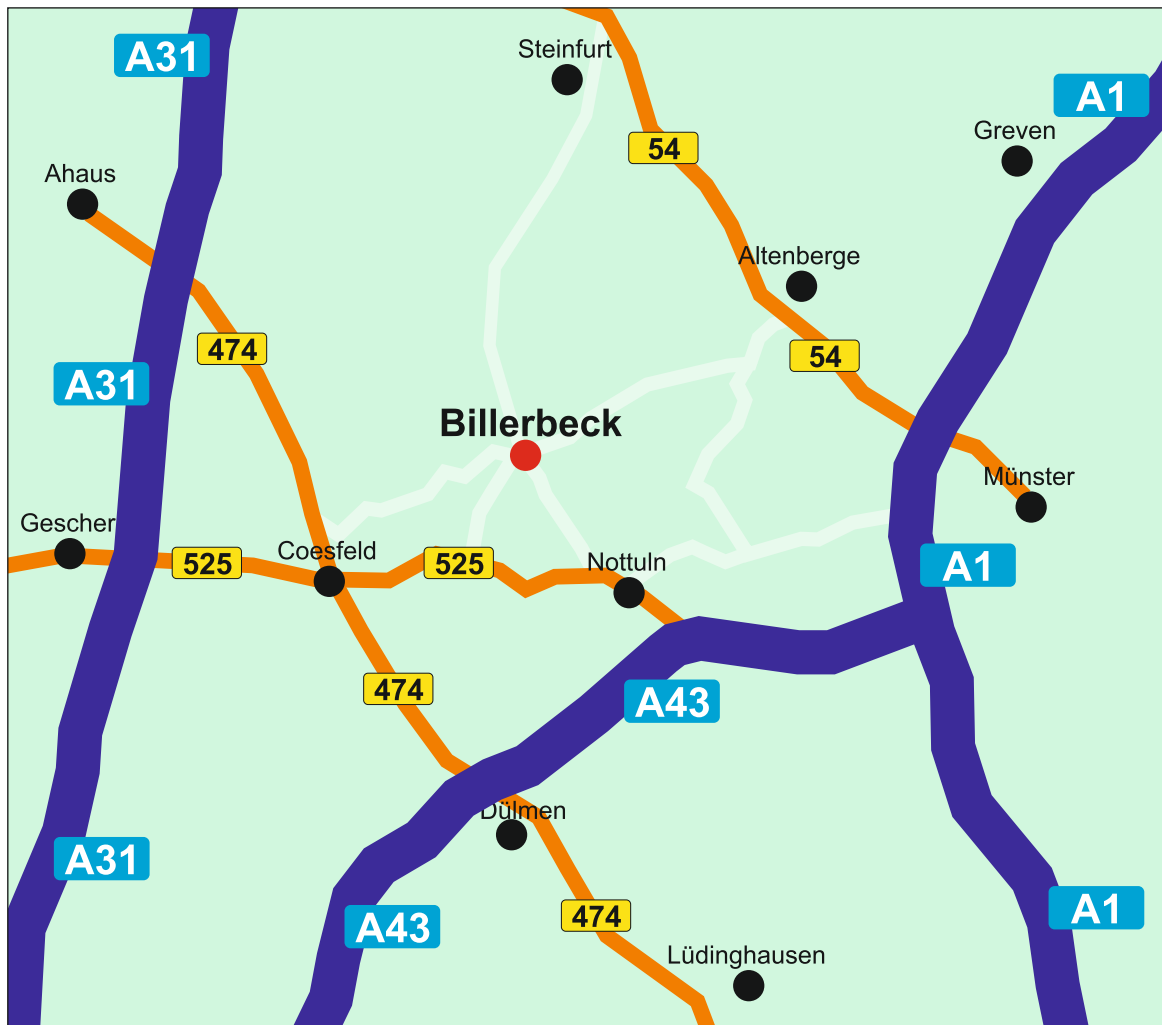 Steinfurt
A31
A1
Greven
54
Ahaus
Altenberge
474
54
A31
Billerbeck
Münster
Gescher
Coesfeld
525
525
Nottuln
A1
474
A43
Dülmen
A31
474
A1
A43
Lüdinghausen